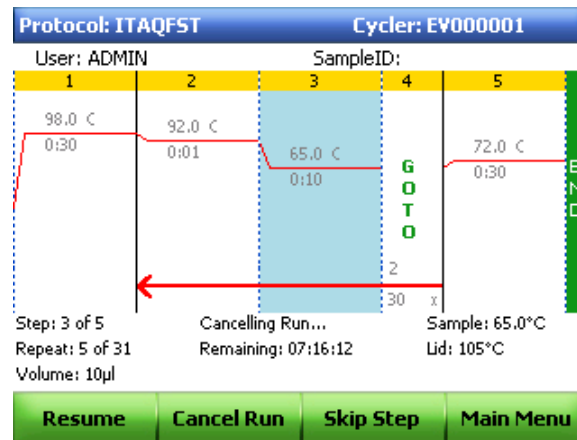 Protocol: ITAQFST Cycler: EV000001
User: ADMIN SampleID:
1 2 3 4 5
98.0 C 92.0 C 65.0 C 72.0 C
0:30 0:01 0:10 0:30
GOTO
END
2
30 x
Step: 3 of 5 Cancelling Run... Sample: 65.0°C
Repeat: 5 of 31 Remaining: 07:16:12 Lid: 105°C
Volume: 10µl
Resume Cancel Run Skip Step Main Menu